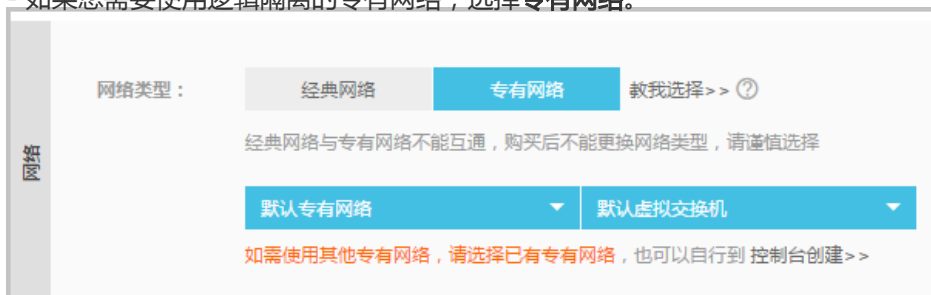 如果您需要使用逻辑隔离的专有网络，选择专有网络。
网络
网络类型： 经典网络 专有网络 教我选择>> ?
经典网络与专有网络不能互通，购买后不能更换网络类型，请谨慎选择
默认专有网络 默认虚拟交换机
如需使用其他专有网络，请选择已有专有网络，也可以自行到 控制台创建>>